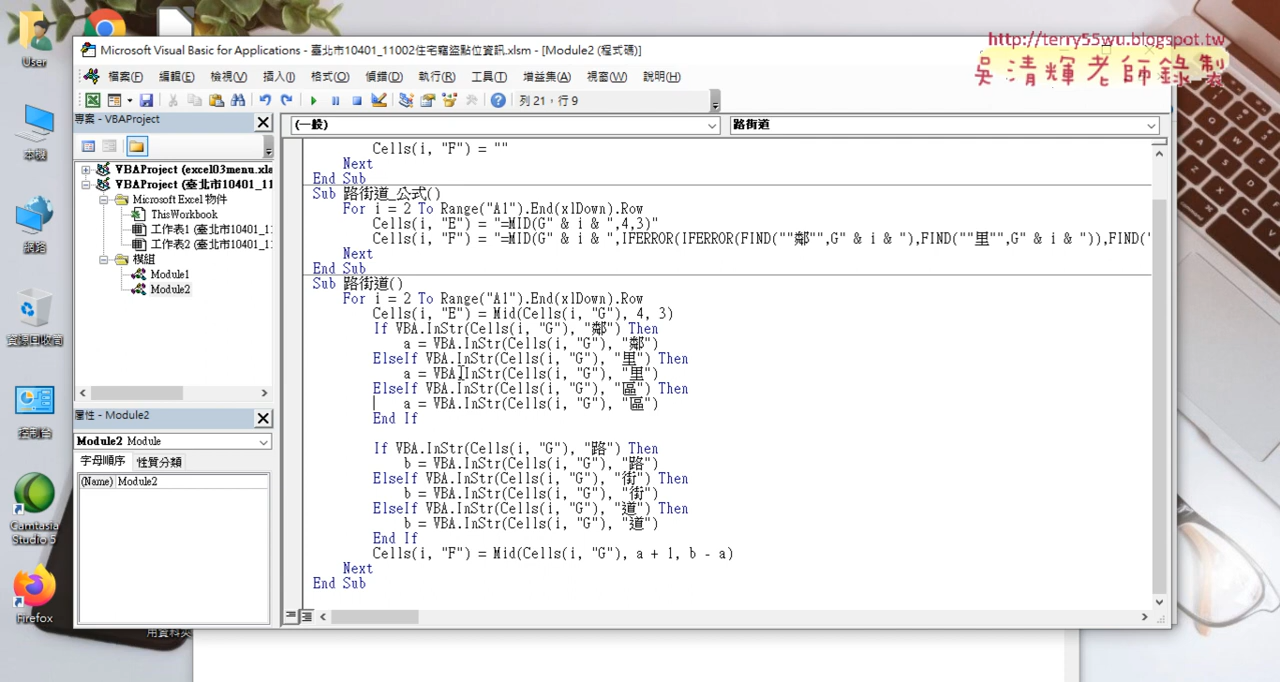 http://terry55wu.blogspot.tw
吳清輝老師錄製
User
本機
網路
資源回收筒
控制台
Camtasia
Studio 5
Firefox
Microsoft Visual Basic for Applications - 臺北市10401_11002住宅竊盜點位資訊.xlsm - [Module2 (程式碼)]
檔案(F) 編輯(E) 檢視(V) 插入(I) 格式(O) 偵錯(D) 執行(R) 工具(T) 增益集(A) 視窗(W) 說明(H)
列 21，行 9
專案 - VBAProject
VBAProject (excel03menu.xla
VBAProject (臺北市10401_11
Microsoft Excel 物件
ThisWorkbook
工作表1 (臺北市10401_1
工作表2 (臺北市10401_1
模組
Module1
Module2
屬性 - Module2
Module2 Module
字母順序 性質分類
(Name) Module2
(一般) 路街道
Cells(i, "F") = ""
Next
End Sub
Sub 路街道_公式()
For i = 2 To Range("A1").End(xlDown).Row
Cells(i, "E") = "=MID(G" & i & ",4,3)"
Cells(i, "F") = "=MID(G" & i & ",IFERROR(IFERROR(FIND(""鄰"",G" & i & "),FIND(""里"",G" & i & ")),FIND('
Next
End Sub
Sub 路街道()
For i = 2 To Range("A1").End(xlDown).Row
Cells(i, "E") = Mid(Cells(i, "G"), 4, 3)
If VBA.InStr(Cells(i, "G"), "鄰") Then
a = VBA.InStr(Cells(i, "G"), "鄰")
ElseIf VBA.InStr(Cells(i, "G"), "里") Then
a = VBA.InStr(Cells(i, "G"), "里")
ElseIf VBA.InStr(Cells(i, "G"), "區") Then
a = VBA.InStr(Cells(i, "G"), "區")
End If
If VBA.InStr(Cells(i, "G"), "路") Then
b = VBA.InStr(Cells(i, "G"), "路")
ElseIf VBA.InStr(Cells(i, "G"), "街") Then
b = VBA.InStr(Cells(i, "G"), "街")
ElseIf VBA.InStr(Cells(i, "G"), "道") Then
b = VBA.InStr(Cells(i, "G"), "道")
End If
Cells(i, "F") = Mid(Cells(i, "G"), a + 1, b - a)
Next
End Sub